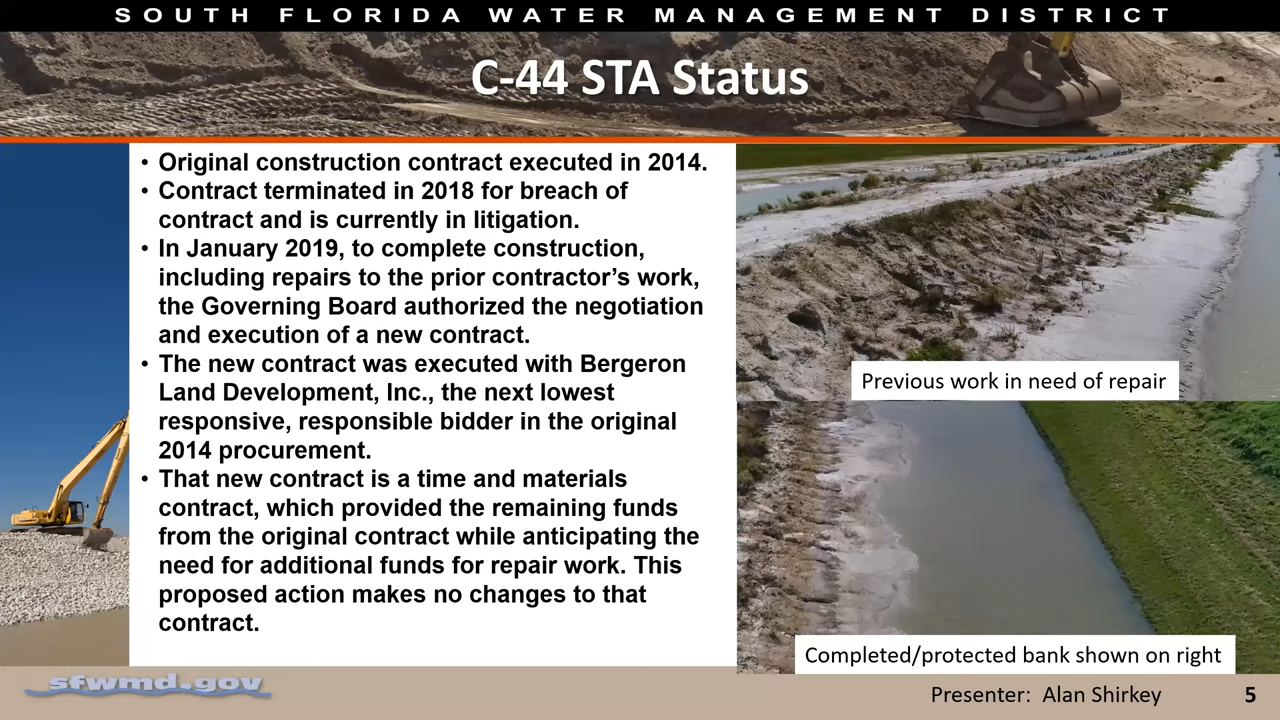 SOUTH FLORIDA WATER MANAGEMENT DISTRICT
C-44 STA Status
• Original construction contract executed in 2014.
• Contract terminated in 2018 for breach of
contract and is currently in litigation.
• In January 2019, to complete construction,
including repairs to the prior contractor’s work,
the Governing Board authorized the negotiation
and execution of a new contract.
• The new contract was executed with Bergeron
Land Development, Inc., the next lowest
responsive, responsible bidder in the original
2014 procurement.
• That new contract is a time and materials
contract, which provided the remaining funds
from the original contract while anticipating the
need for additional funds for repair work. This
proposed action makes no changes to that
contract.
Previous work in need of repair
Completed/protected bank shown on right
sfwmd.gov
Presenter: Alan Shirkey
5